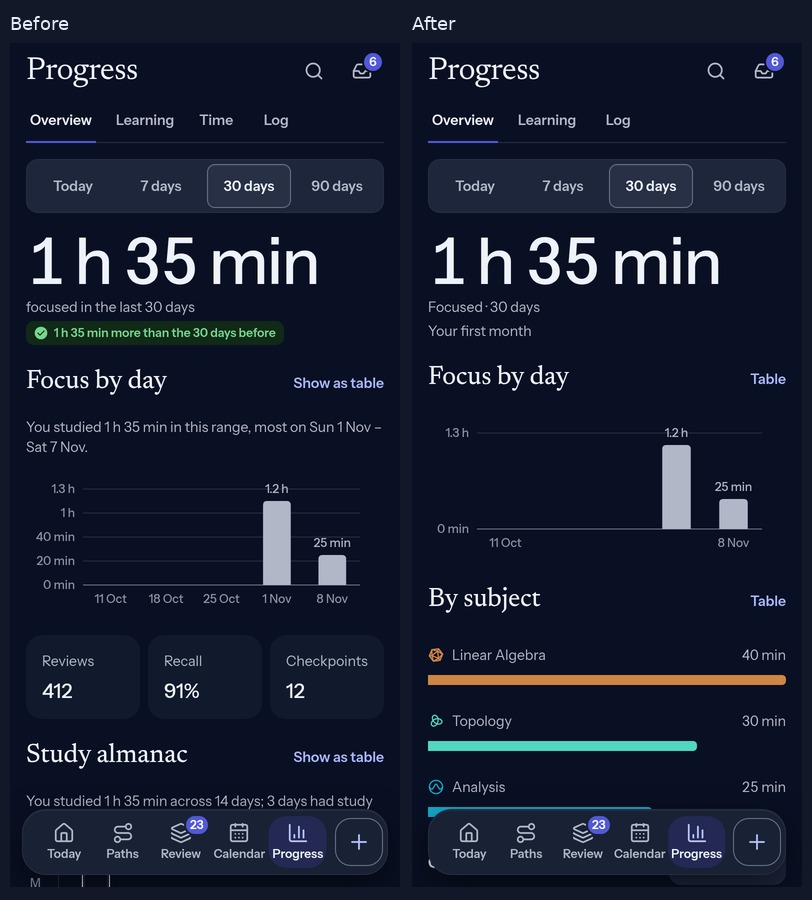 Before
Progress
6
Overview Learning Time Log
Today 7 days 30 days 90 days
1 h 35 min
focused in the last 30 days
1 h 35 min more than the 30 days before
Focus by day
Show as table
You studied 1 h 35 min in this range, most on Sun 1 Nov –
Sat 7 Nov.
1.3 h
1 h
40 min
20 min
0 min
1.2 h
25 min
11 Oct 18 Oct 25 Oct 1 Nov 8 Nov
Reviews
412
Recall
91%
Checkpoints
12
Study almanac
Show as table
You studied 1 h 35 min across 14 days; 3 days had study
23
Today Paths Review Calendar Progress
M
After
Progress
6
Overview Learning Log
Today 7 days 30 days 90 days
1 h 35 min
Focused · 30 days
Your first month
Focus by day
Table
1.3 h
0 min
1.2 h
25 min
11 Oct 8 Nov
By subject
Table
Linear Algebra 40 min
Topology 30 min
Analysis 25 min
23
Today Paths Review Calendar Progress